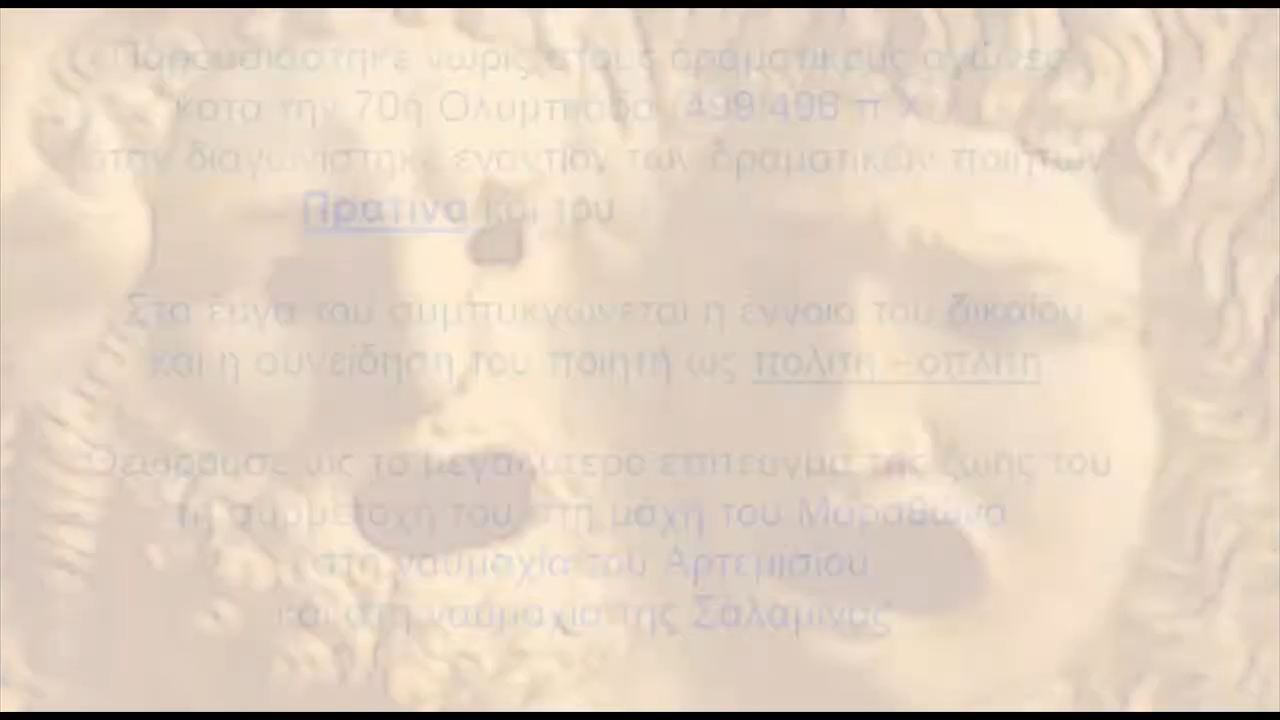 Παρουσιάστηκε νωρίς στους δραματικούς αγώνες
κατά την 70η Ολυμπιάδα (499/496 π.Χ
διαγωνίστηκε εναντίον των δραματικών ποιητών
Πρατίνα και του
Στα έργα του συμπυκνώνεται η έννοια του δικαίου
και η συνείδηση του ποιητή ως πολίτη -οπλίτη
Θεωρούσε ως το μεγαλύτερο επίτευγμα της ζωής του
τη συμμετοχή του στη μάχη του Μαραθώνα
στη ναυμαχία του Αρτεμισίου
και στη ναυμαχία της Σαλαμίνας